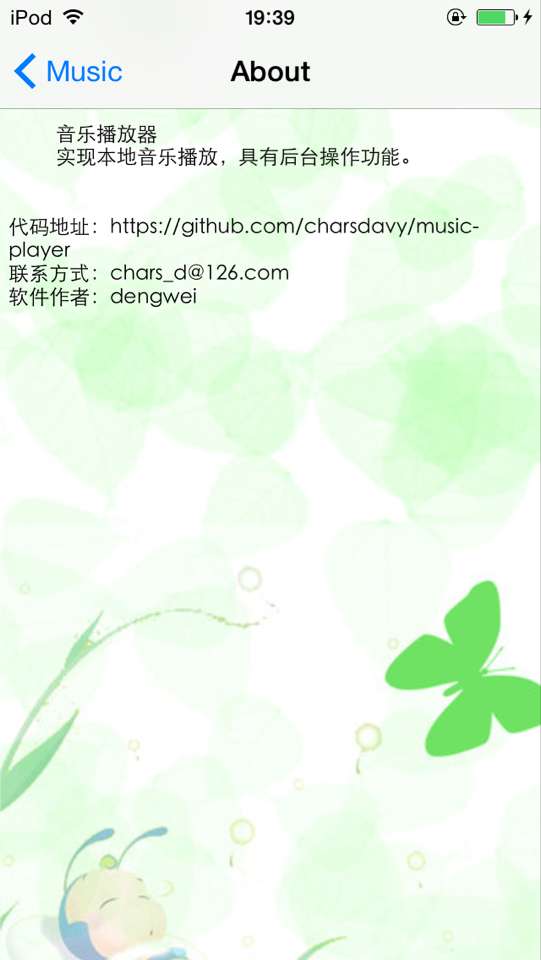 iPod
19:39
Music
About
音乐播放器
实现本地音乐播放，具有后台操作功能。
代码地址：https://github.com/charsdavy/music-
player
联系方式：chars_d@126.com
软件作者：dengwei